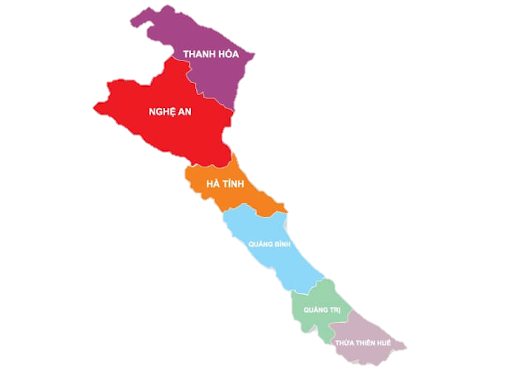 THANH HÓA
NGHỆ AN
HÀ TĨNH
QUẢNG BÌNH
QUẢNG TRỊ
THỪA THIÊN HUẾ